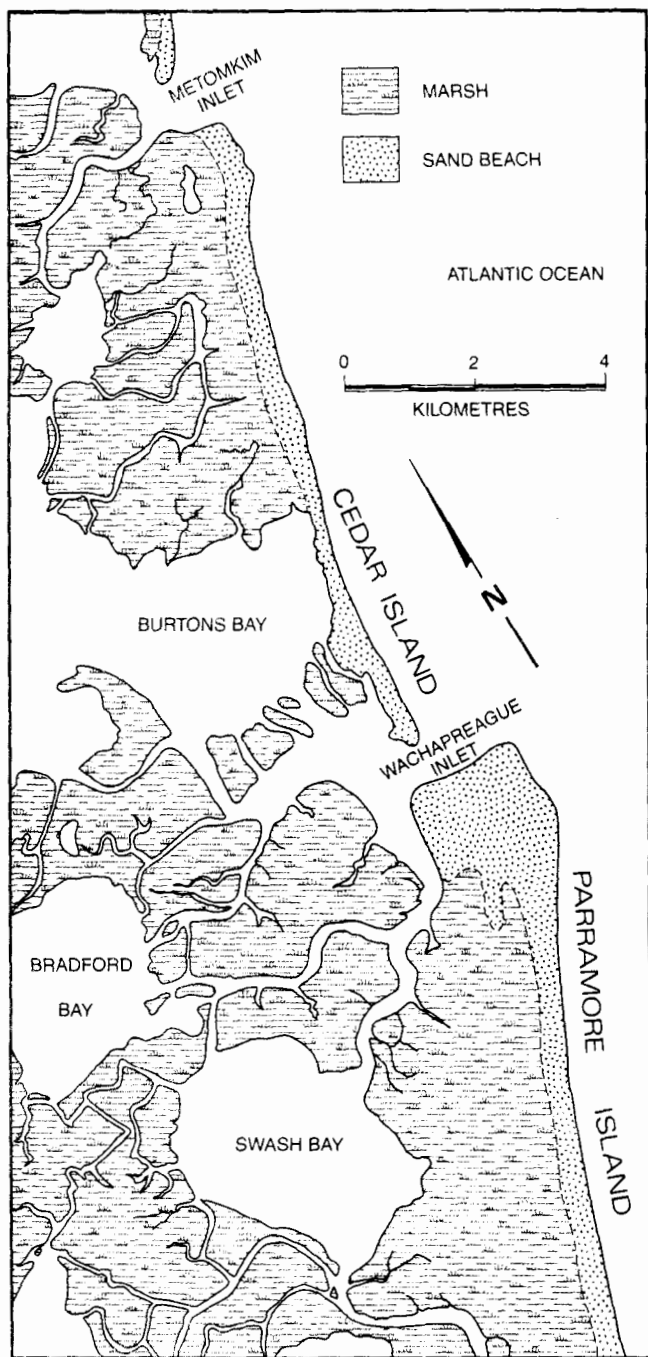 METOMKIM
INLET
MARSH
SAND BEACH
ATLANTIC OCEAN
0 2 4
KILOMETRES
CEDAR ISLAND
N
BURTONS BAY
WACHAPREAGUE
INLET
PARRAMORE
ISLAND
BRADFORD
BAY
SWASH BAY